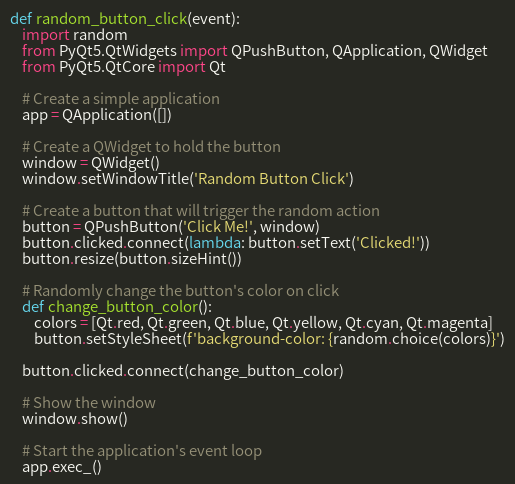 def random_button_click(event):
    import random
    from PyQt5.QtWidgets import QPushButton, QApplication, QWidget
    from PyQt5.QtCore import Qt

    # Create a simple application
    app = QApplication([])

    # Create a QWidget to hold the button
    window = QWidget()
    window.setWindowTitle('Random Button Click')

    # Create a button that will trigger the random action
    button = QPushButton('Click Me!', window)
    button.clicked.connect(lambda: button.setText('Clicked!'))
    button.resize(button.sizeHint())

    # Randomly change the button's color on click
    def change_button_color():
        colors = [Qt.red, Qt.green, Qt.blue, Qt.yellow, Qt.cyan, Qt.magenta]
        button.setStyleSheet(f'background-color: {random.choice(colors)}')

    button.clicked.connect(change_button_color)

    # Show the window
    window.show()

    # Start the application's event loop
    app.exec_()